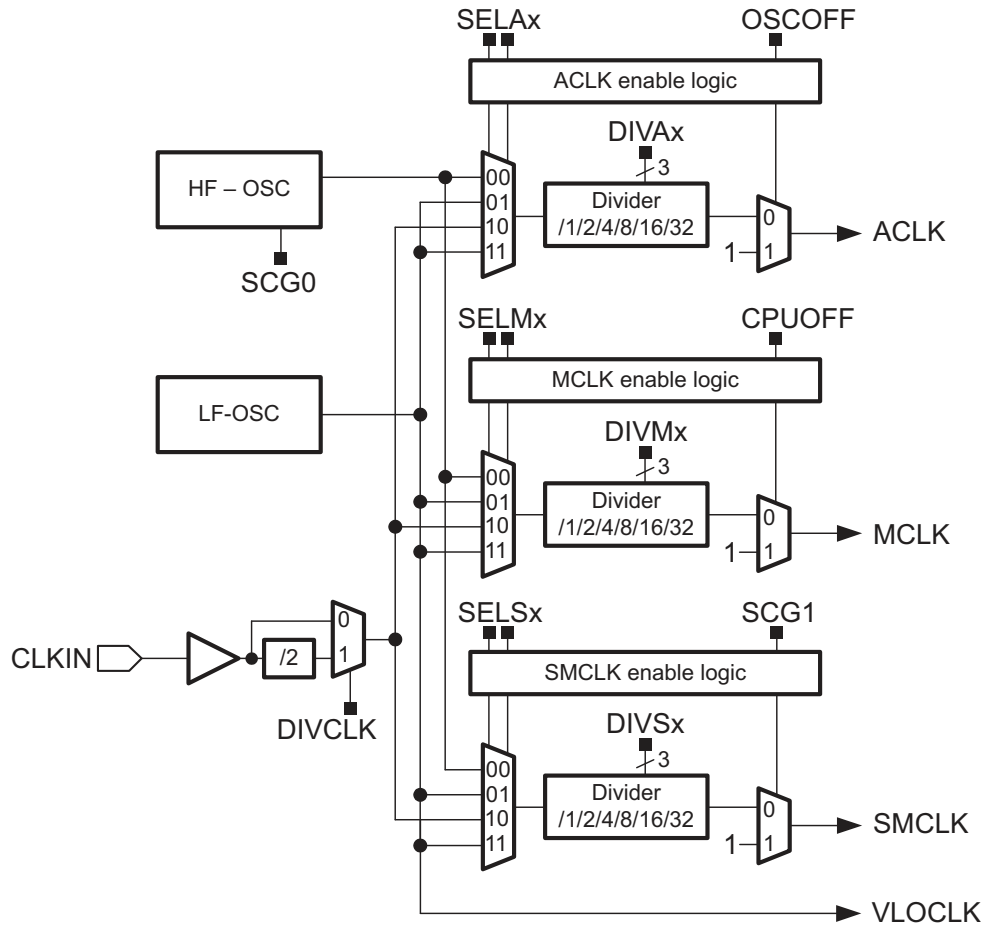 SELAx OSCOFF
ACLK enable logic
DIVAx
3
HF – OSC
SCG0
00
01
10
11
Divider
/1/2/4/8/16/32
0
1 1
ACLK
SELMx CPUOFF
MCLK enable logic
DIVMx
3
LF-OSC
00
01
10
11
Divider
/1/2/4/8/16/32
0
1 1
MCLK
CLKIN
/2
0
1
DIVCLK
SELSx SCG1
SMCLK enable logic
DIVSx
3
00
01
10
11
Divider
/1/2/4/8/16/32
0
1 1
SMCLK
VLOCLK